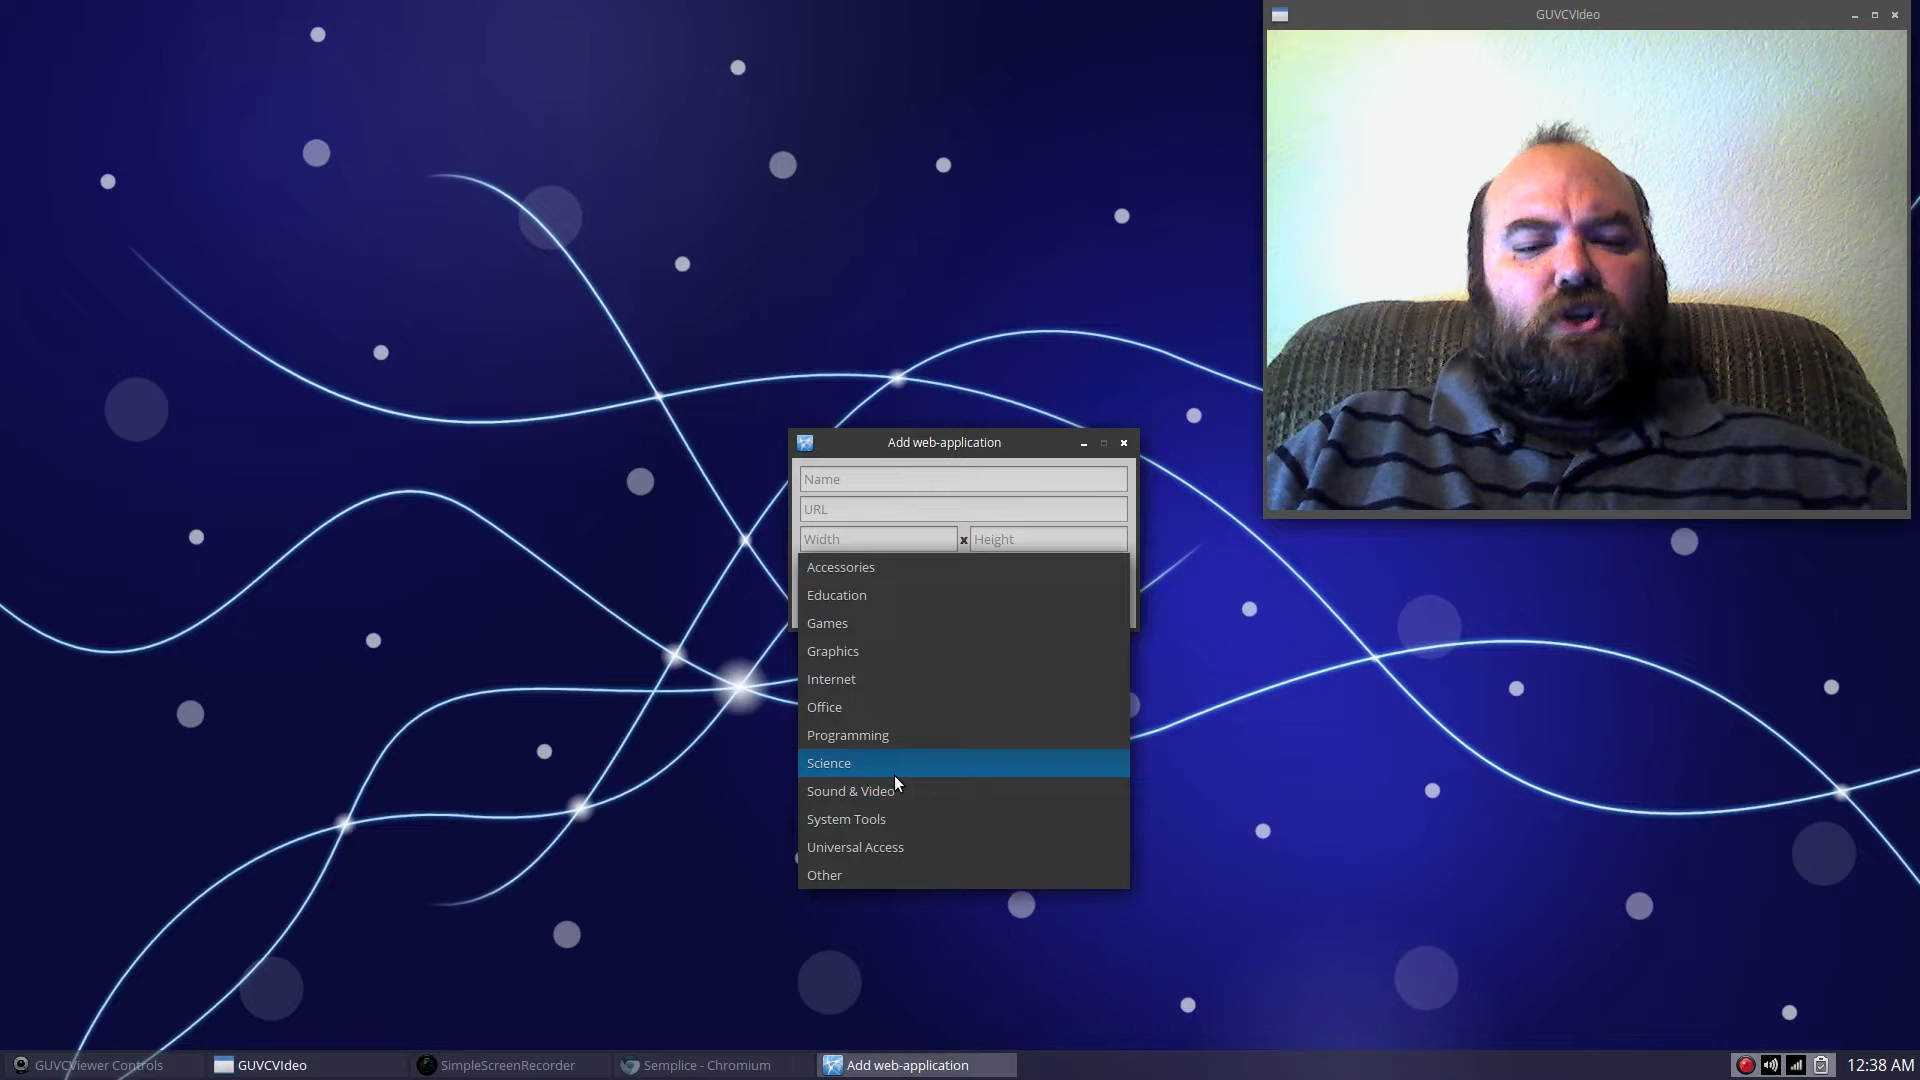 GUVCVIdeo
Add web-application
Name
URL
Width x Height
Accessories
Education
Games
Graphics
Internet
Office
Programming
Science
Sound & Video
System Tools
Universal Access
Other
GUVCViewer Controls
GUVCVIdeo
SimpleScreenRecorder
Semplice - Chromium
Add web-application
12:38 AM